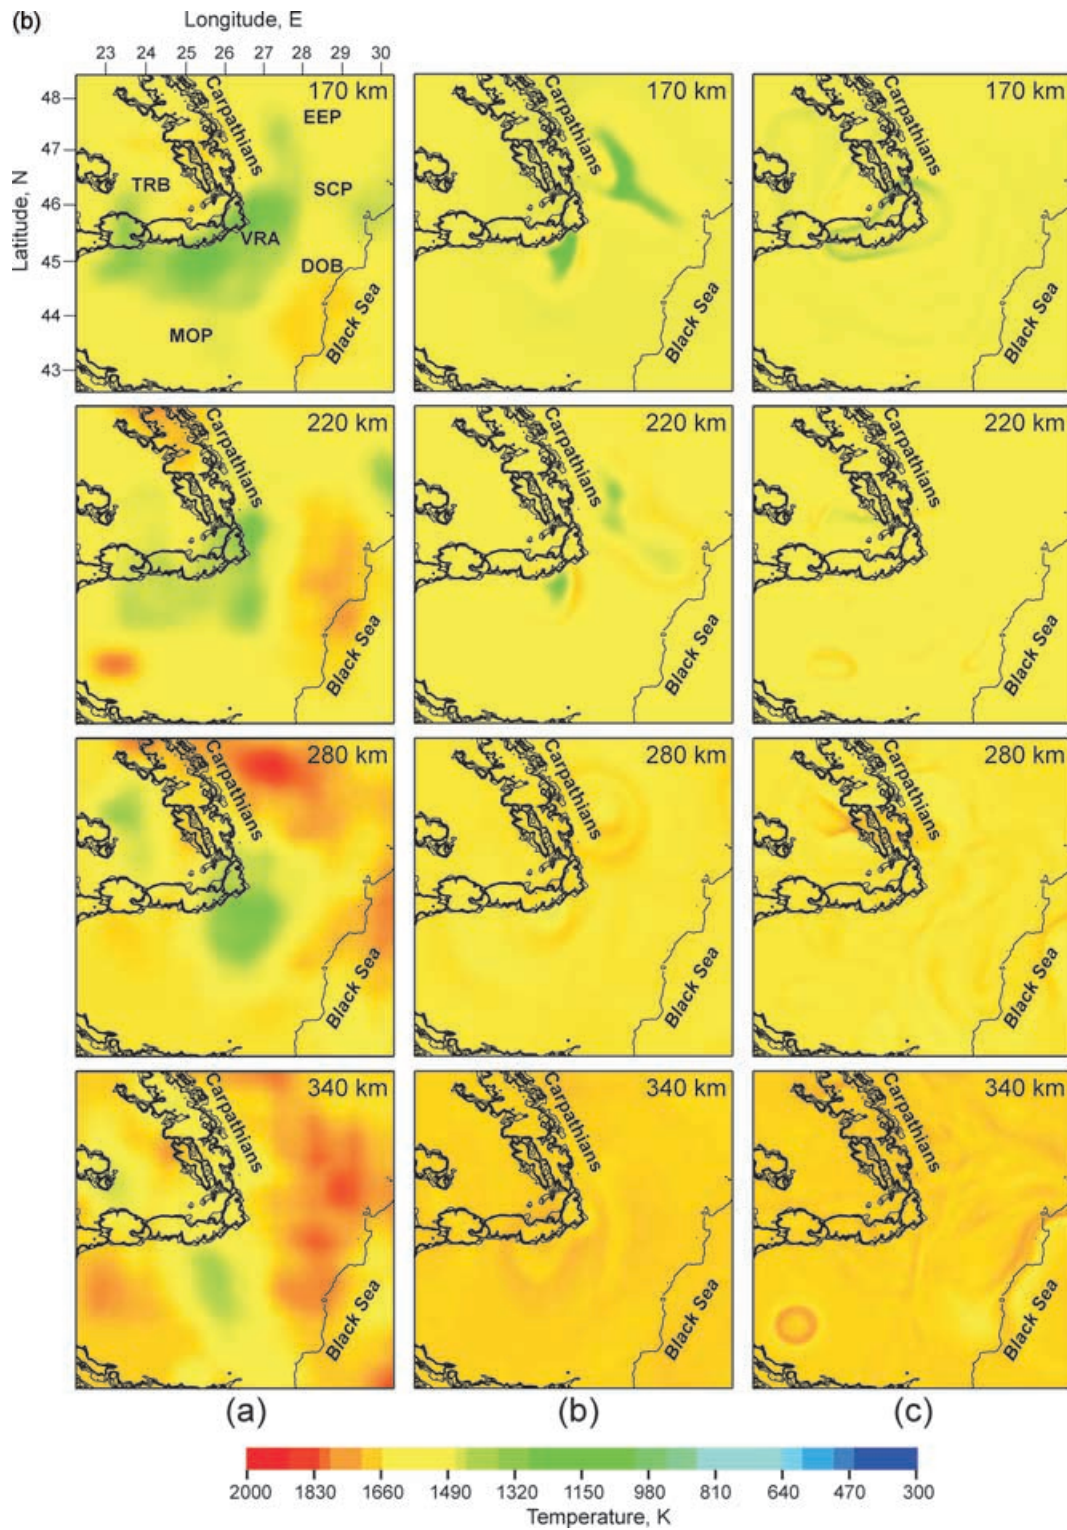 (b)
Longitude, E
23 24 25 26 27 28 29 30
Latitude, N
48
47
46
45
44
43
170 km
Carpathians
EEP
TRB
SCP
VRA
DOB
MOP
Black Sea
170 km
Carpathians
Black Sea
170 km
Carpathians
Black Sea
220 km
Carpathians
Black Sea
220 km
Carpathians
Black Sea
220 km
Carpathians
Black Sea
280 km
Carpathians
Black Sea
280 km
Carpathians
Black Sea
280 km
Carpathians
Black Sea
340 km
Carpathians
Black Sea
340 km
Carpathians
Black Sea
340 km
Carpathians
Black Sea
(a) (b) (c)
2000 1830 1660 1490 1320 1150 980 810 640 470 300
Temperature, K